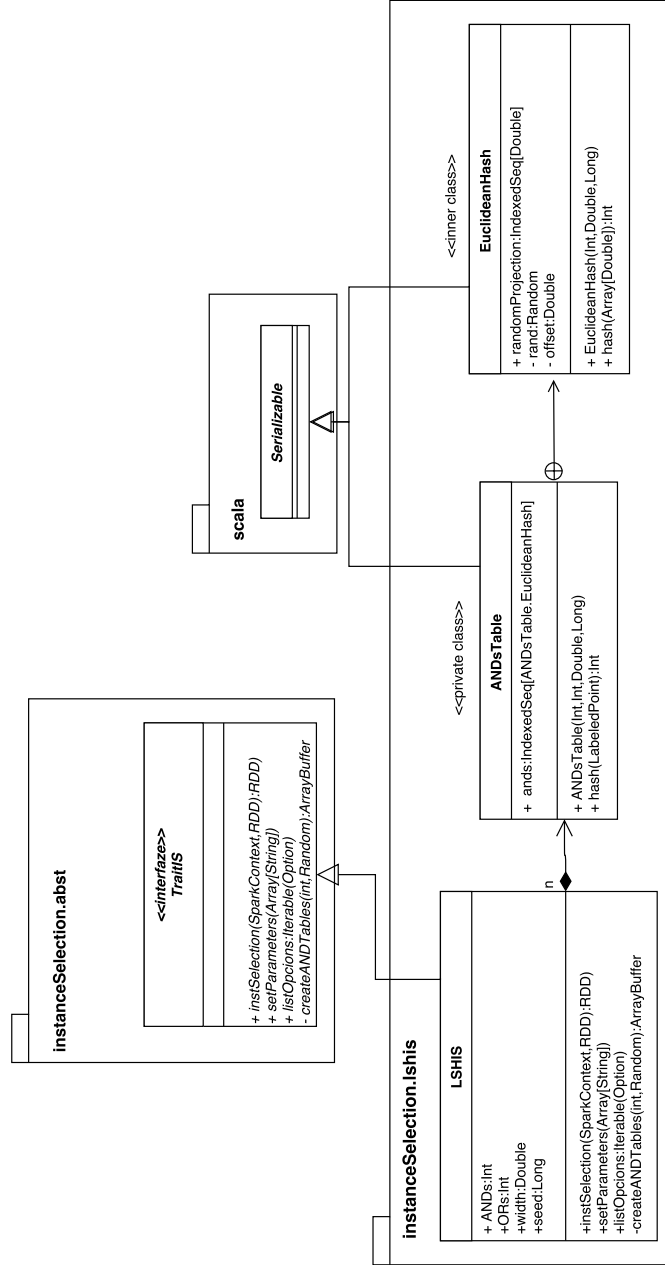 instanceSelection.abst
<<interfaze>>
TraitIS
+ instSelection(SparkContext,RDD):RDD)
+ setParameters(Array[String])
+ listOpcions:Iterable(Option)
- createANDTables(int,Random):ArrayBuffer
scala
Serializable
instanceSelection.lshis
LSHIS
+ ANDs:Int
+ORs:Int
+width:Double
+seed:Long
+instSelection(SparkContext,RDD):RDD)
+setParameters(Array[String])
+listOpcions:Iterable(Option)
-createANDTables(int,Random):ArrayBuffer
n
<<private class>>
ANDsTable
+ ands:IndexedSeq[ANDsTable.EuclideanHash]
+ ANDsTable(Int,Int,Double,Long)
+ hash(LabeledPoint):Int
<<inner class>>
EuclideanHash
+ randomProjection:IndexedSeq[Double]
- rand:Random
- offset:Double
+ EuclideanHash(Int,Double,Long)
+ hash(Array[Double]):Int